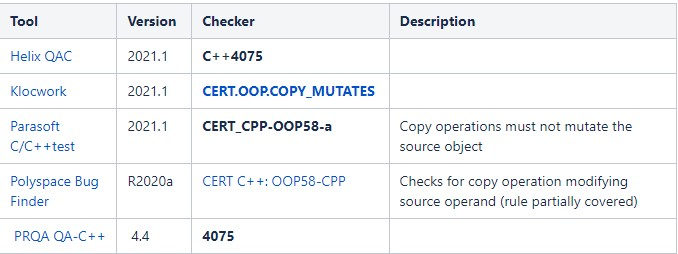 Tool Version Checker Description
Helix QAC 2021.1 C++4075
Klocwork 2021.1 CERT.OOP.COPY_MUTATES
Parasoft C/C++test 2021.1 CERT_CPP-OOP58-a Copy operations must not mutate the source object
Polyspace Bug Finder R2020a CERT C++: OOP58-CPP Checks for copy operation modifying source operand (rule partially covered)
PRQA QA-C++ 4.4 4075